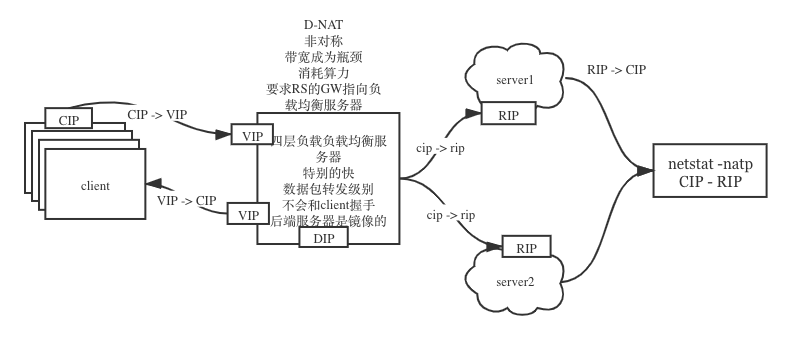 D-NAT
非对称
带宽成为瓶颈
消耗算力
要求RS的GW指向负
载均衡服务器
CIP
CIP -> VIP
VIP
四层负载负载均衡服
务器
特别的快
数据包转发级别
不会和client握手
后端服务器是镜像的
DIP
client
VIP -> CIP
VIP
cip -> rip
cip -> rip
server1
RIP
RIP -> CIP
RIP
server2
netstat -natp
CIP - RIP